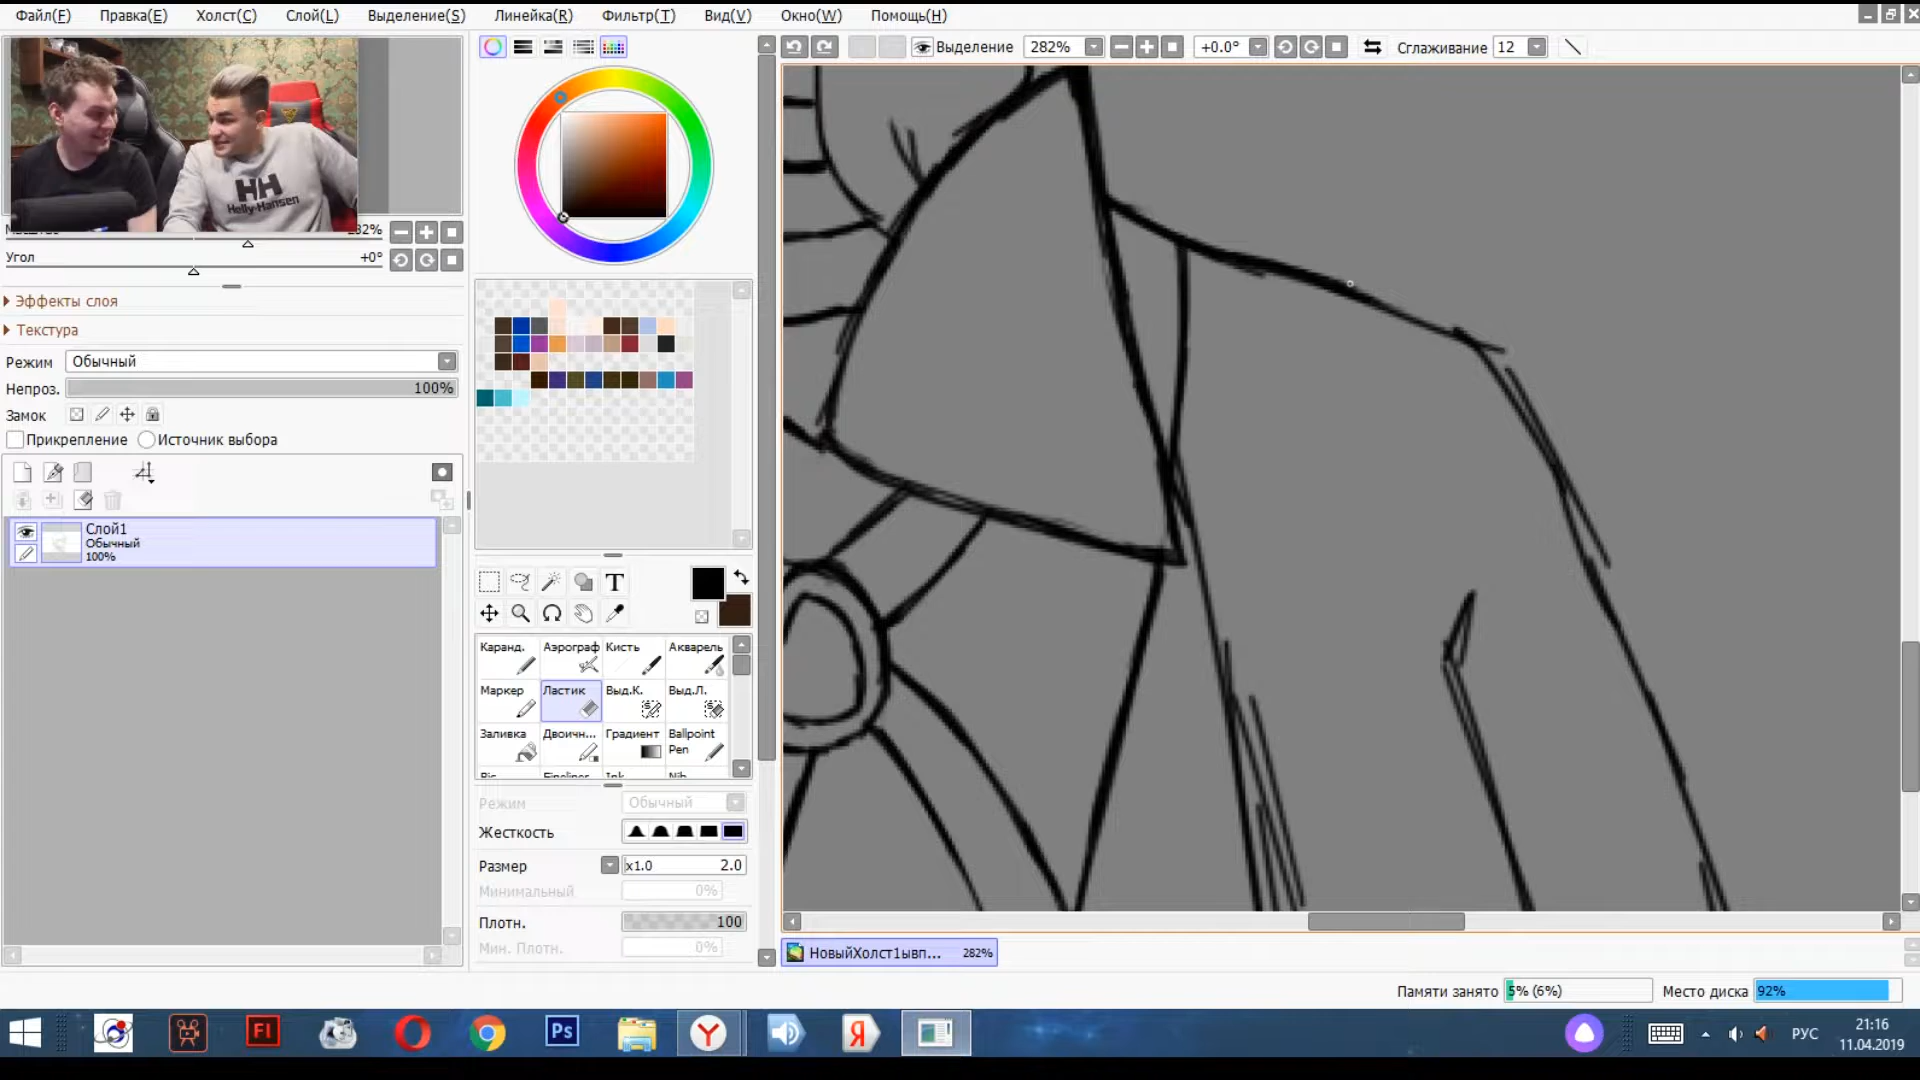 Файл(F) Правка(E) Холст(C) Слой(L) Выделение(S) Линейка(R) Фильтр(T) Вид(V) Окно(W) Помощь(H)
Выделение 282% +0.0° Сглаживание 12
HH
Helly-Hansen
282%
Угол +0°
Эффекты слоя
Текстура
Режим Обычный
Непроз. 100%
Замок
Прикрепление Источник выбора
Слой1
Обычный
100%
T
Каранд. Аэрограф Кисть Акварель
Маркер Ластик Выд.К. Выд.Л.
Заливка Двоичн... Градиент Ballpoint Pen
Режим Обычный
Жесткость
Размер x1.0 2.0
Минимальный 0%
Плотн. 100
Мин. Плотн. 0%
НовыйХолст1ывп... 282%
Памяти занято 5% (6%) Место диска 92%
Fl Ps Y Я РУС 21:16
11.04.2019